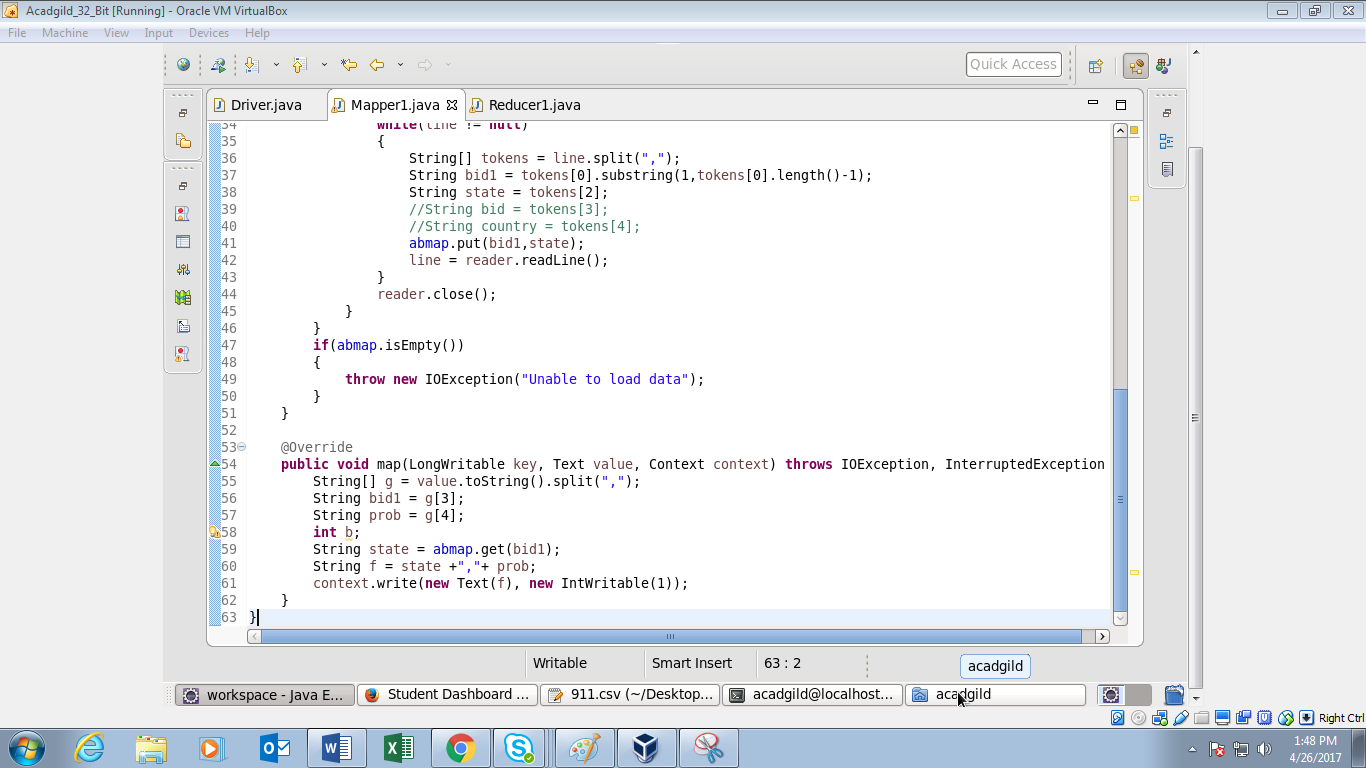 Acadgild_32_Bit [Running] - Oracle VM VirtualBox
File Machine View Input Devices Help
Quick Access
Driver.java Mapper1.java Reducer1.java
34 while(line != null)
35 {
36 String[] tokens = line.split(",");
37 String bid1 = tokens[0].substring(1,tokens[0].length()-1);
38 String state = tokens[2];
39 //String bid = tokens[3];
40 //String country = tokens[4];
41 abmap.put(bid1,state);
42 line = reader.readLine();
43 }
44 reader.close();
45 }
46 }
47 if(abmap.isEmpty())
48 {
49 throw new IOException("Unable to load data");
50 }
51 }
52
53 @Override
54 public void map(LongWritable key, Text value, Context context) throws IOException, InterruptedException
55 String[] g = value.toString().split(",");
56 String bid1 = g[3];
57 String prob = g[4];
58 int b;
59 String state = abmap.get(bid1);
60 String f = state +","+ prob;
61 context.write(new Text(f), new IntWritable(1));
62 }
63 }
Writable Smart Insert 63 : 2 acadgild
workspace - Java E... Student Dashboard ... 911.csv (~/Desktop... acadgild@localhost... acadgild
Right Ctrl
1:48 PM
4/26/2017